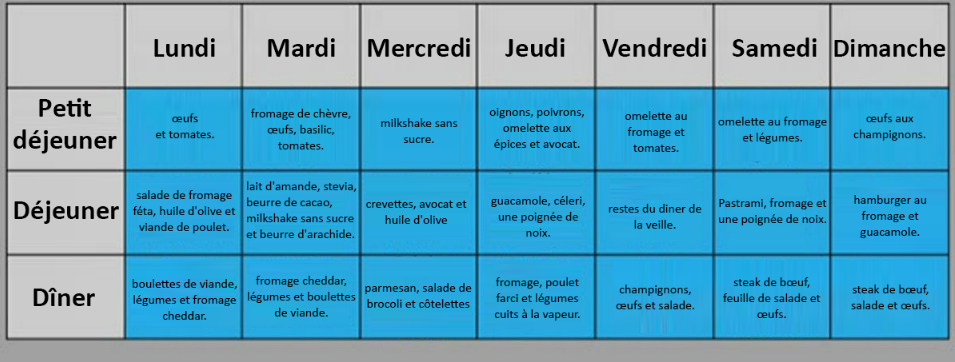 Lundi Mardi Mercredi Jeudi Vendredi Samedi Dimanche
Petit
déjeuner
œufs
et tomates.
fromage de chèvre,
œufs, basilic,
tomates.
milkshake sans
sucre.
oignons, poivrons,
omelette aux
épices et avocat.
omelette au
fromage et
tomates.
omelette au fromage
et légumes.
œufs aux
champignons.
Déjeuner
salade de fromage
féta, huile d'olive et
viande de poulet.
lait d'amande, stevia,
beurre de cacao,
milkshake sans sucre
et beurre d'arachide.
crevettes, avocat et
huile d'olive
guacamole, céleri,
une poignée de
noix.
restes du diner de
la veille.
Pastrami, fromage et
une poignée de noix.
hamburger au
fromage et
guacamole.
Dîner
boulettes de viande,
légumes et fromage
cheddar.
fromage cheddar,
légumes et boulettes
de viande.
parmesan, salade de
brocoli et côtelettes
fromage, poulet
farci et légumes
cuits à la vapeur.
champignons,
œufs et salade.
steak de bœuf,
feuille de salade et
œufs.
steak de bœuf,
salade et œufs.